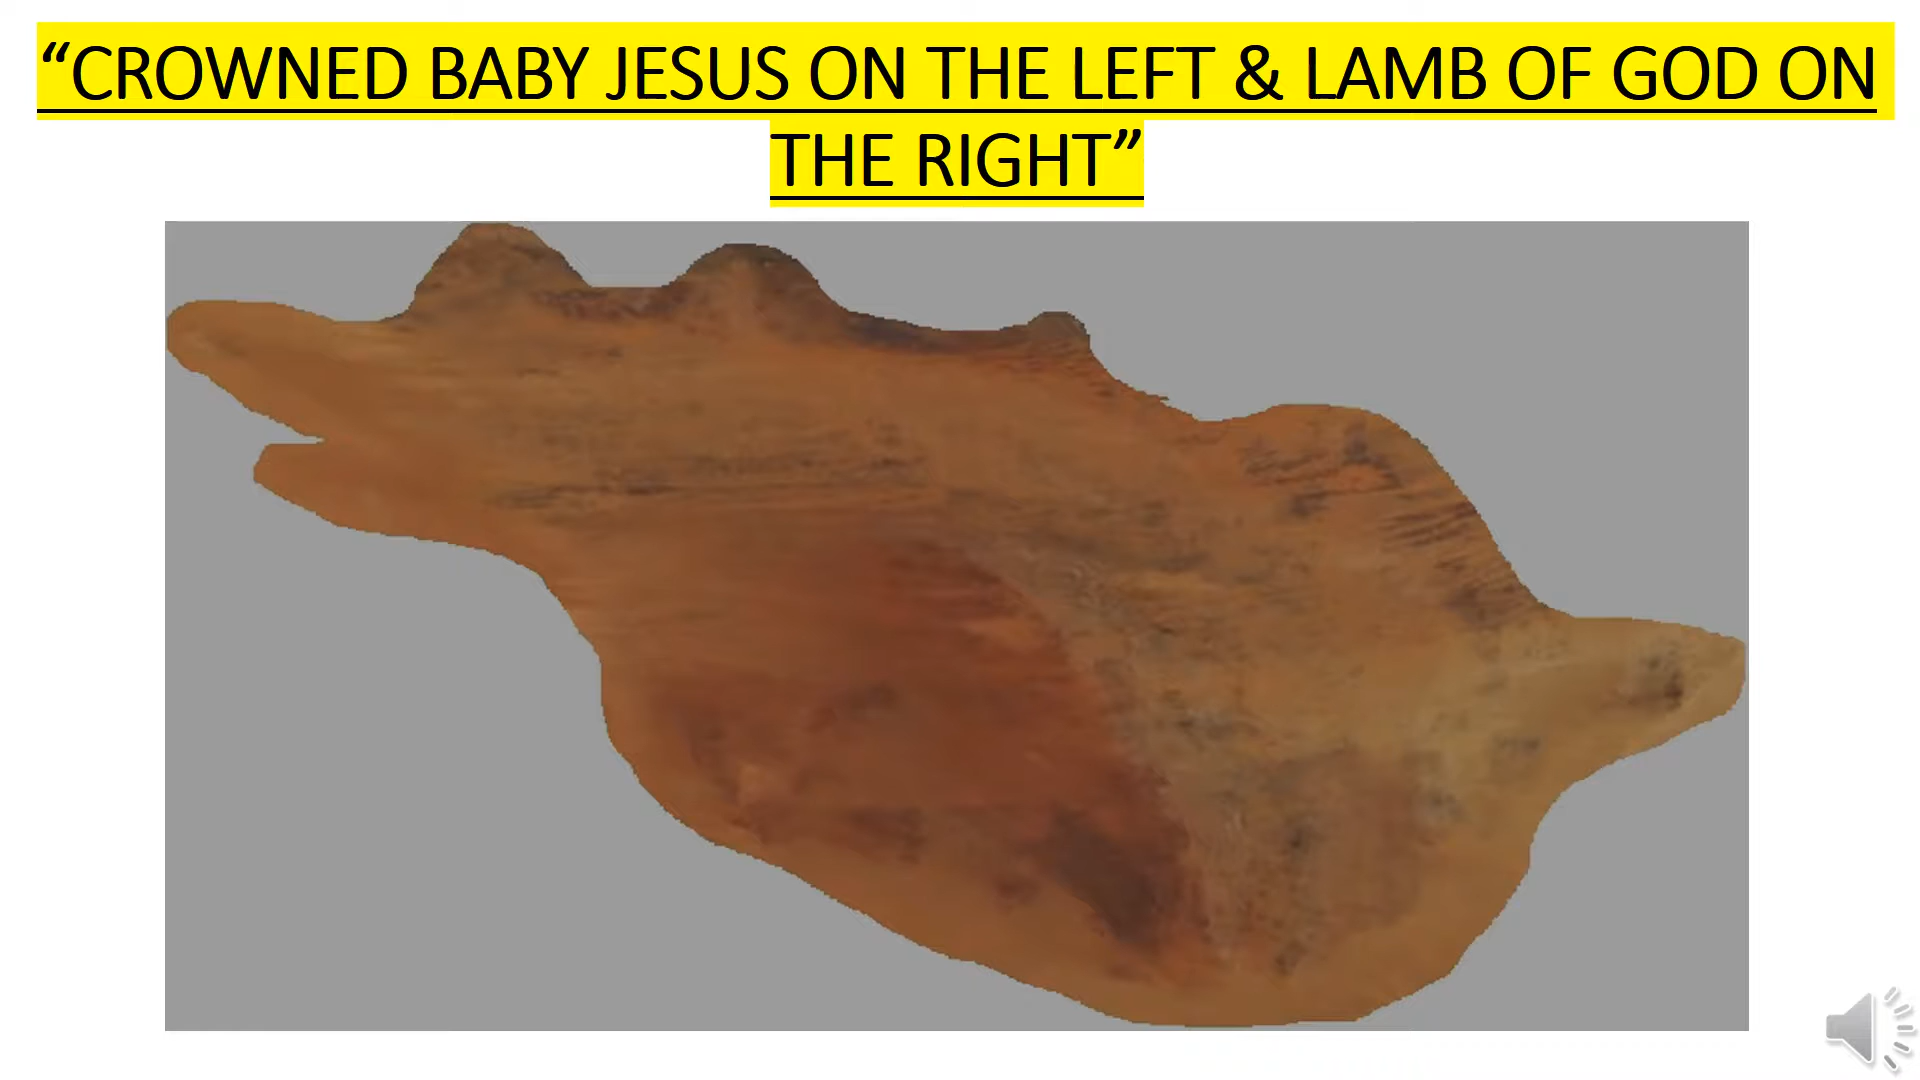 “CROWNED BABY JESUS ON THE LEFT & LAMB OF GOD ON
THE RIGHT”